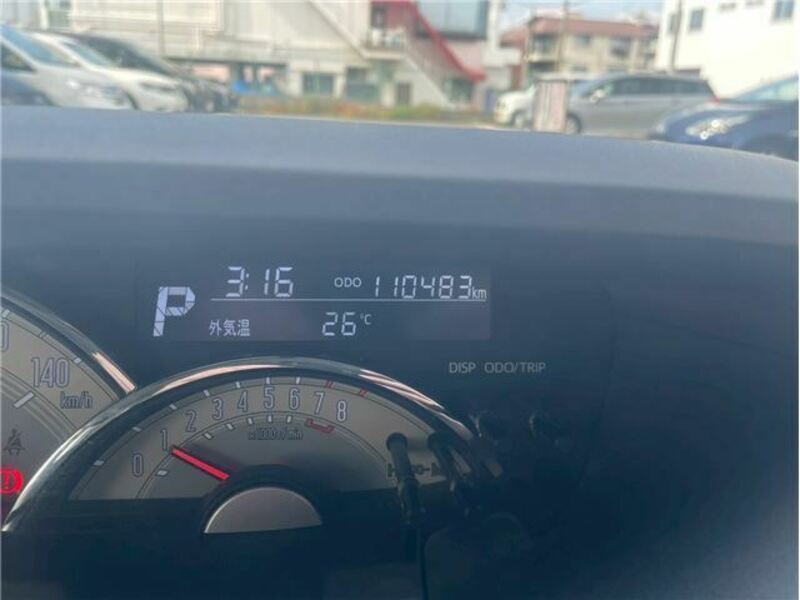 3:16 ODO 110483km
P
外気温 26℃
DISP ODO/TRIP
140
km/h
0 1 2 3 4 5 6 7 8